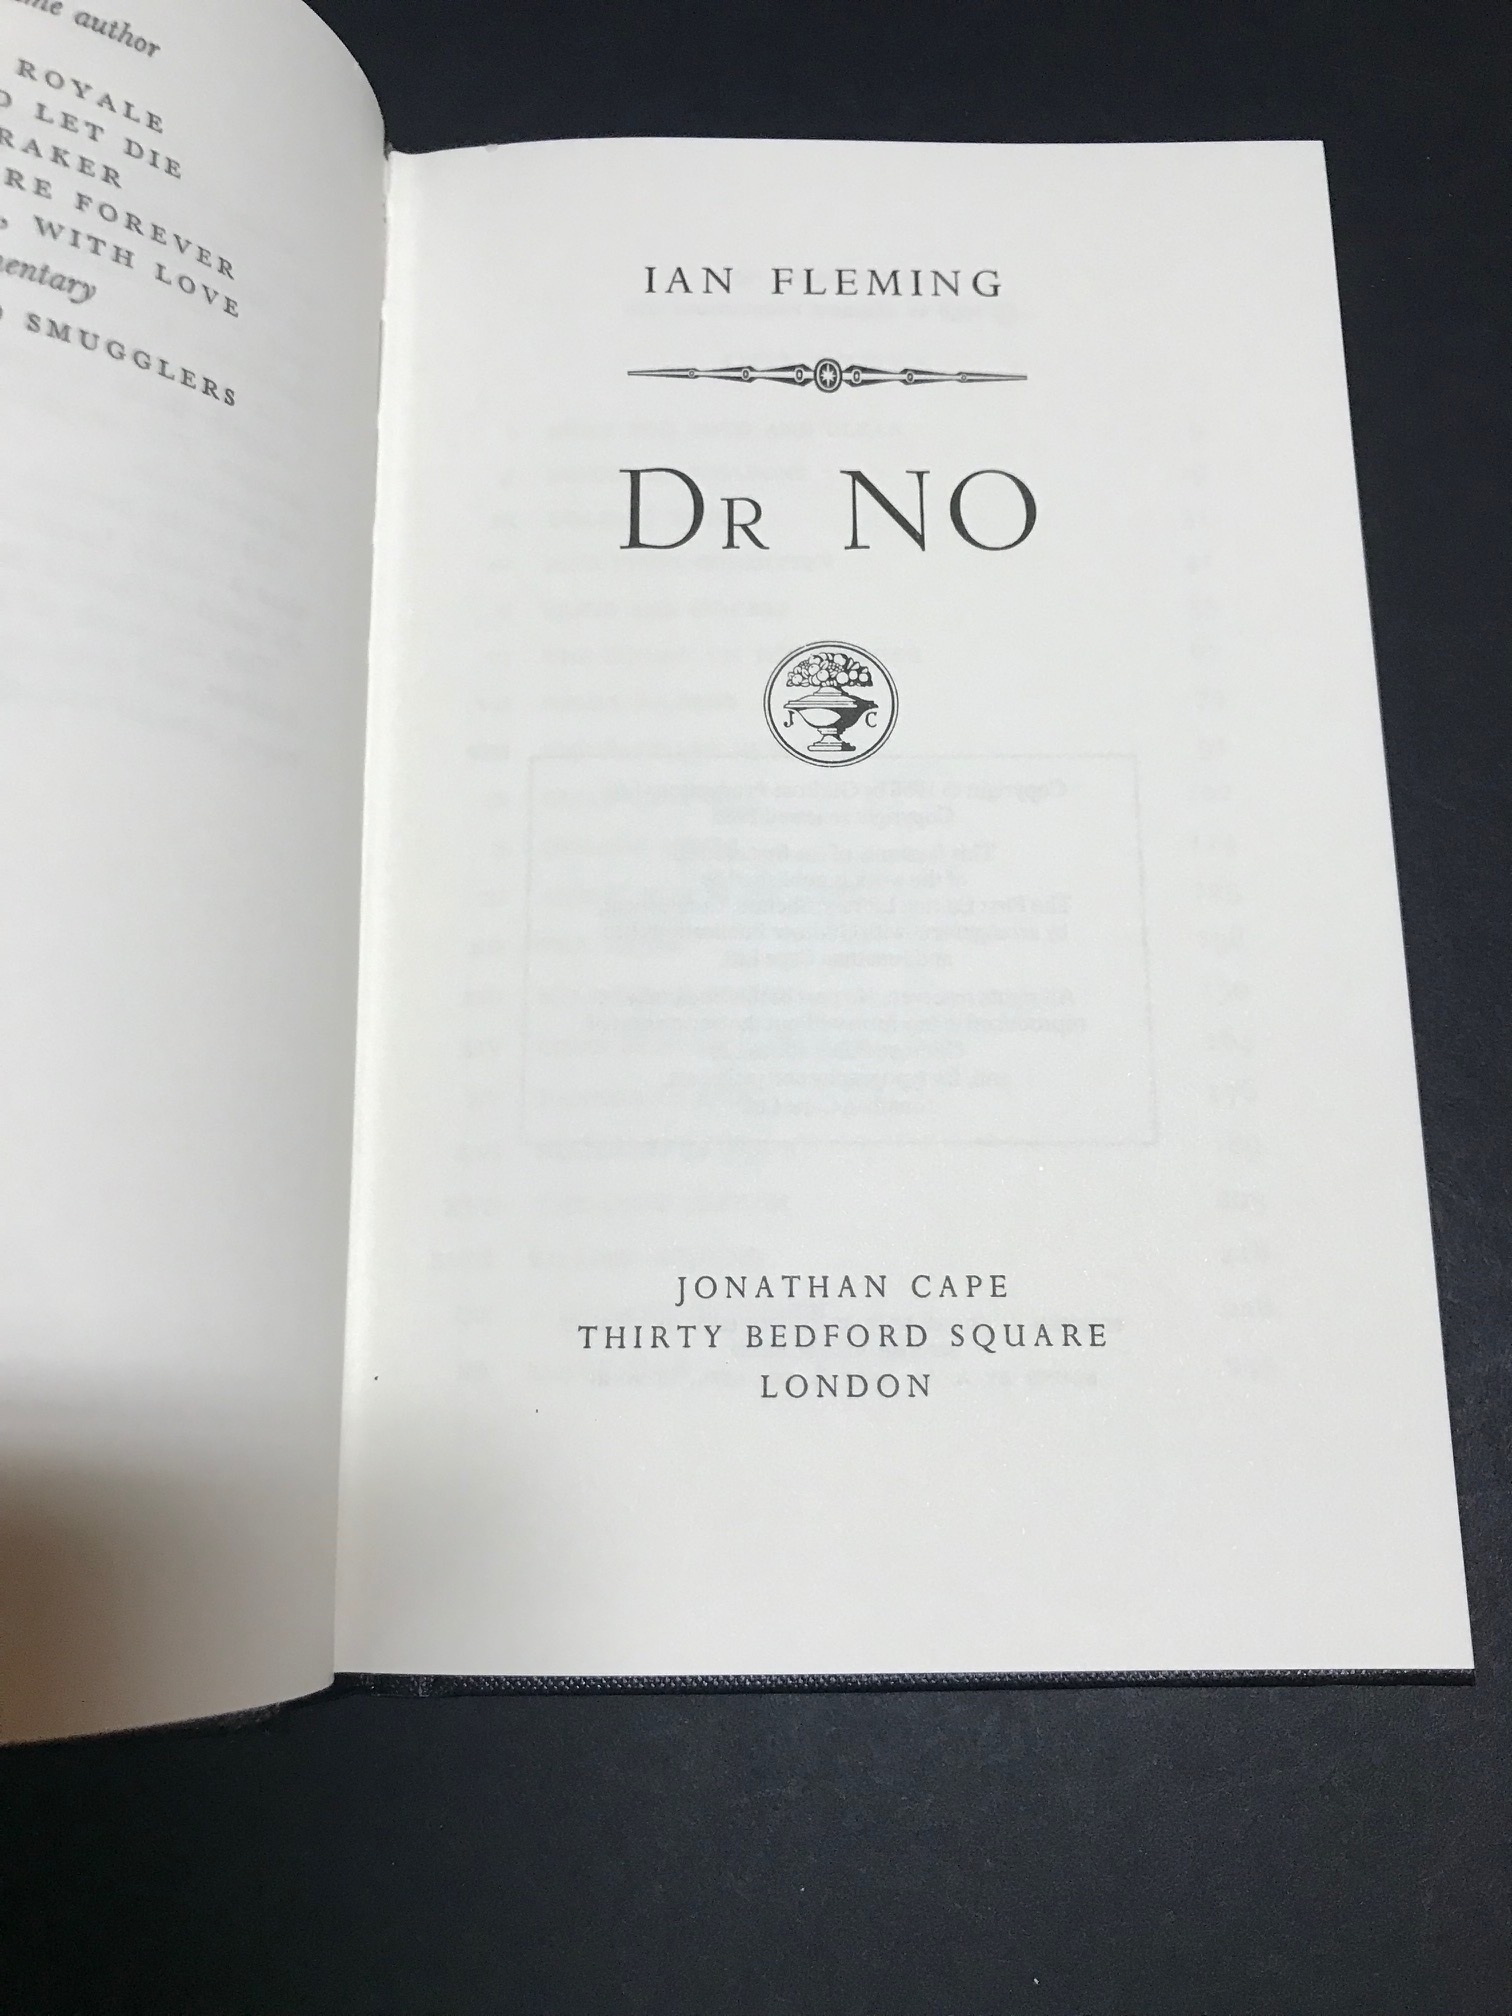 author
ROYALE
LET DIE
RAKER
RE FOREVER
, WITH LOVE
mentary
SMUGGLERS
IAN FLEMING
DR NO
J C
JONATHAN CAPE
THIRTY BEDFORD SQUARE
LONDON